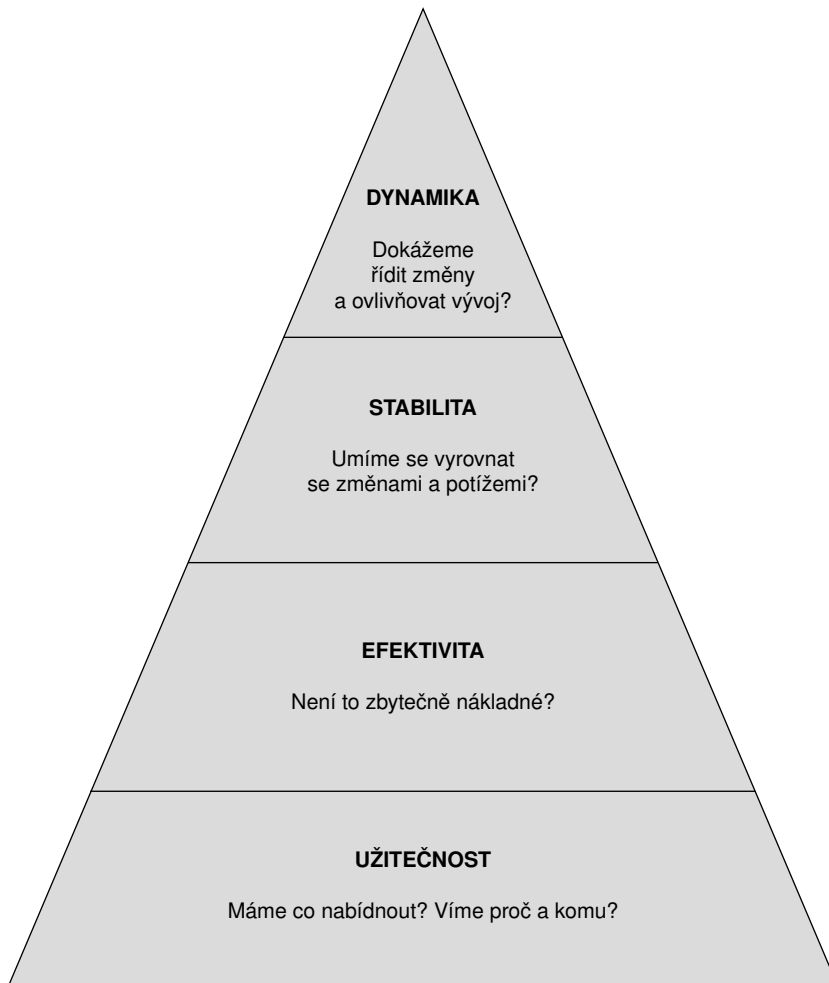 DYNAMIKA
Dokážeme
řídit změny
a ovlivňovat vývoj?
STABILITA
Umíme se vyrovnat
se změnami a potížemi?
EFEKTIVITA
Není to zbytečně nákladné?
UŽITEČNOST
Máme co nabídnout? Víme proč a komu?